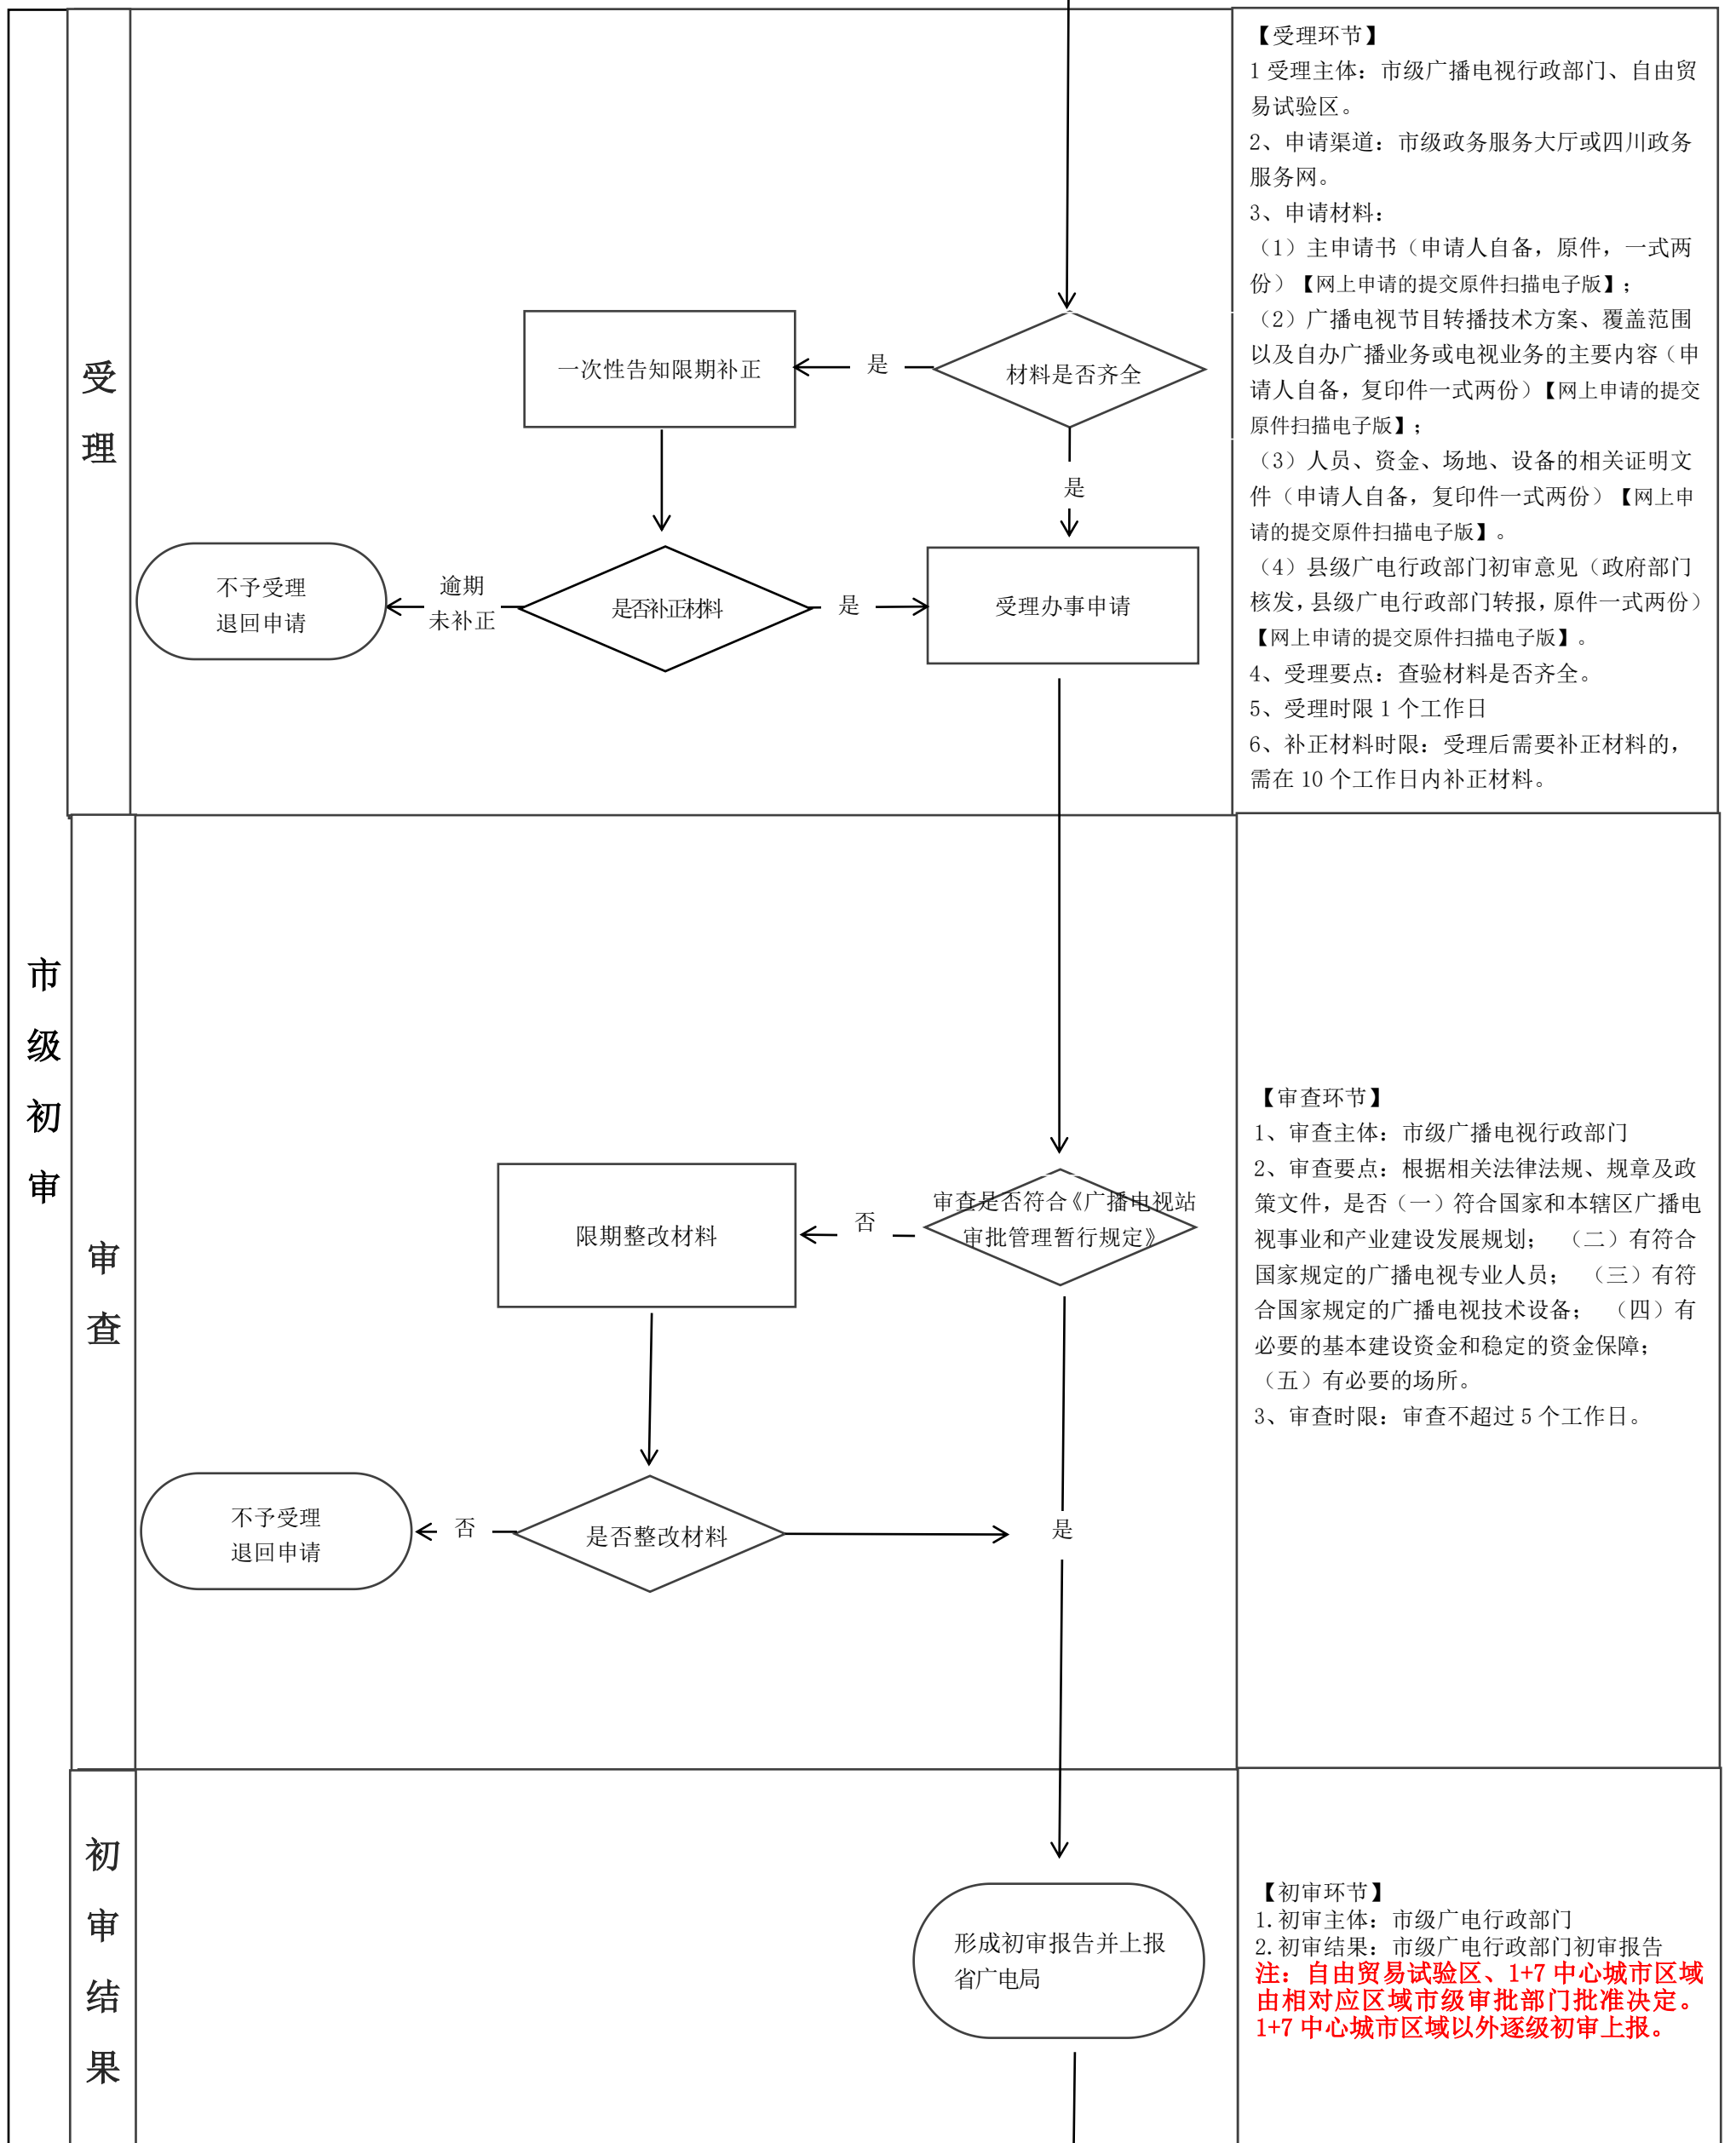 市
级
初
审
受
理
一次性告知限期补正
是
材料是否齐全
是
不予受理
退回申请
逾期
未补正
是否补正材料
是
受理办事申请
【受理环节】
1 受理主体：市级广播电视行政部门、自由贸
易试验区。
2、申请渠道：市级政务服务大厅或四川政务
服务网。
3、申请材料：
（1）主申请书（申请人自备，原件，一式两
份）【网上申请的提交原件扫描电子版】；
（2）广播电视节目转播技术方案、覆盖范围
以及自办广播业务或电视业务的主要内容（申
请人自备，复印件一式两份）【网上申请的提交
原件扫描电子版】；
（3）人员、资金、场地、设备的相关证明文
件（申请人自备，复印件一式两份）【网上申
请的提交原件扫描电子版】。
（4）县级广电行政部门初审意见（政府部门
核发，县级广电行政部门转报，原件一式两份）
【网上申请的提交原件扫描电子版】。
4、受理要点：查验材料是否齐全。
5、受理时限 1 个工作日
6、补正材料时限：受理后需要补正材料的，
需在 10 个工作日内补正材料。
审
查
限期整改材料
否
审查是否符合《广播电视站
审批管理暂行规定》
不予受理
退回申请
否
是否整改材料
是
【审查环节】
1、审查主体：市级广播电视行政部门
2、审查要点：根据相关法律法规、规章及政
策文件，是否（一）符合国家和本辖区广播电
视事业和产业建设发展规划； （二）有符合
国家规定的广播电视专业人员； （三）有符
合国家规定的广播电视技术设备； （四）有
必要的基本建设资金和稳定的资金保障；
（五）有必要的场所。
3、审查时限：审查不超过 5 个工作日。
初
审
结
果
形成初审报告并上报
省广电局
【初审环节】
1.初审主体：市级广电行政部门
2.初审结果：市级广电行政部门初审报告
注：自由贸易试验区、1+7 中心城市区域
由相对应区域市级审批部门批准决定。
1+7 中心城市区域以外逐级初审上报。